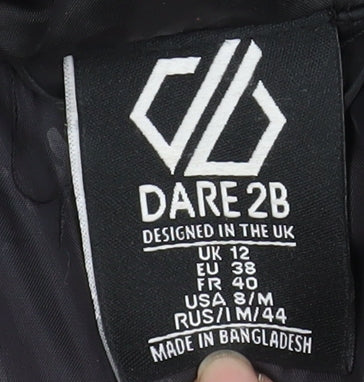 DARE 2B
DESIGNED IN THE UK
UK 12
EU 38
FR 40
USA 8/M
RUS/I M/44
MADE IN BANGLADESH